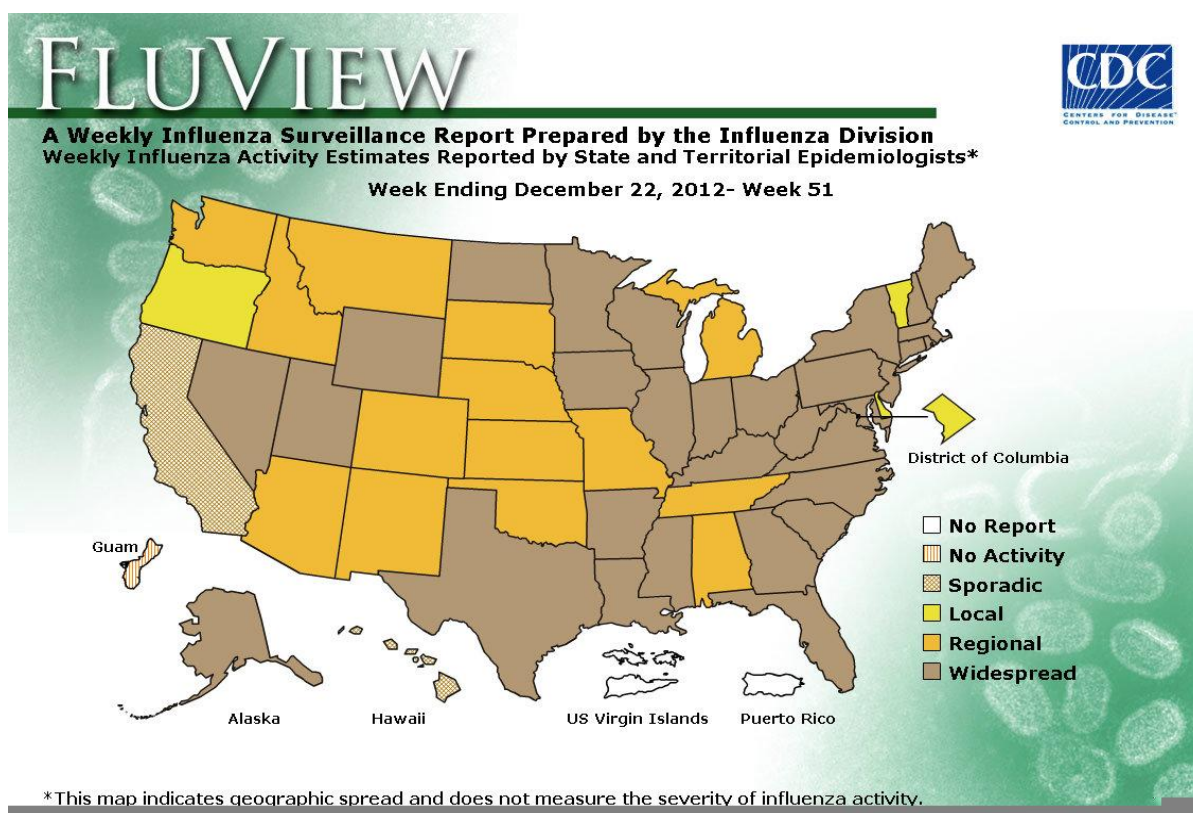 FLUVIEW
CDC
CENTERS FOR DISEASE
CONTROL AND PREVENTION
A Weekly Influenza Surveillance Report Prepared by the Influenza Division
Weekly Influenza Activity Estimates Reported by State and Territorial Epidemiologists*
Week Ending December 22, 2012- Week 51
District of Columbia
No Report
No Activity
Sporadic
Local
Regional
Widespread
Guam
Alaska
Hawaii
US Virgin Islands
Puerto Rico
*This map indicates geographic spread and does not measure the severity of influenza activity.